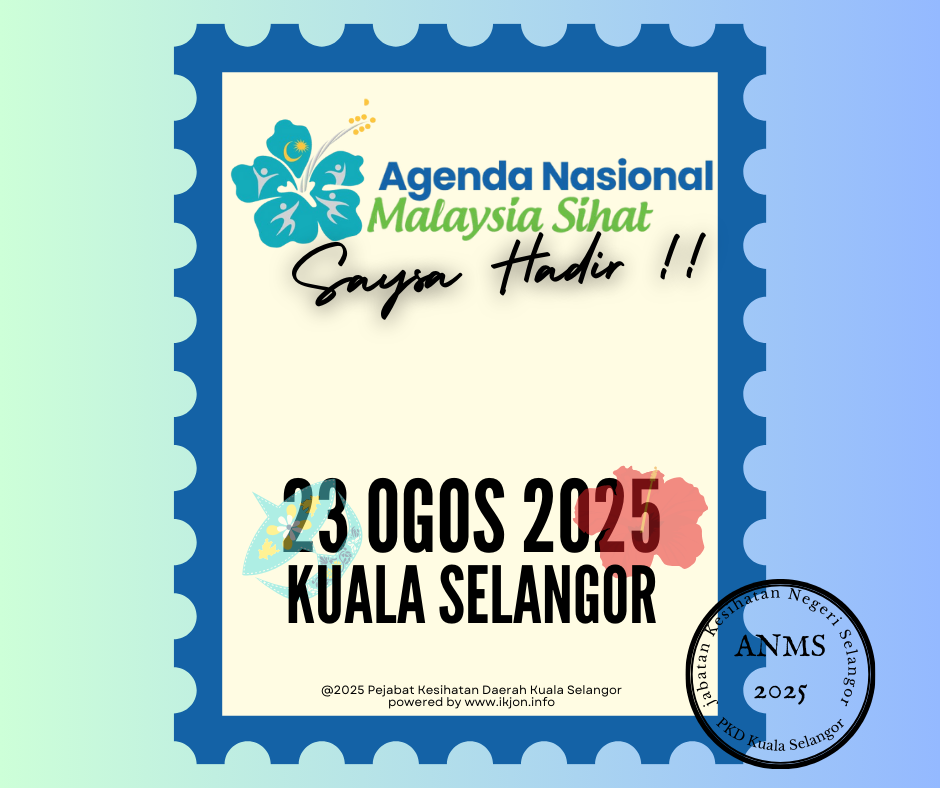 Agenda Nasional
Malaysia Sihat
Saysa Hadir !!
23 OGOS 2025
KUALA SELANGOR
@2025 Pejabat Kesihatan Daerah Kuala Selangor
powered by www.ikjon.info
jabatan Kesihatan Negeri Selangor
ANMS
2025
PKD Kuala Selangor